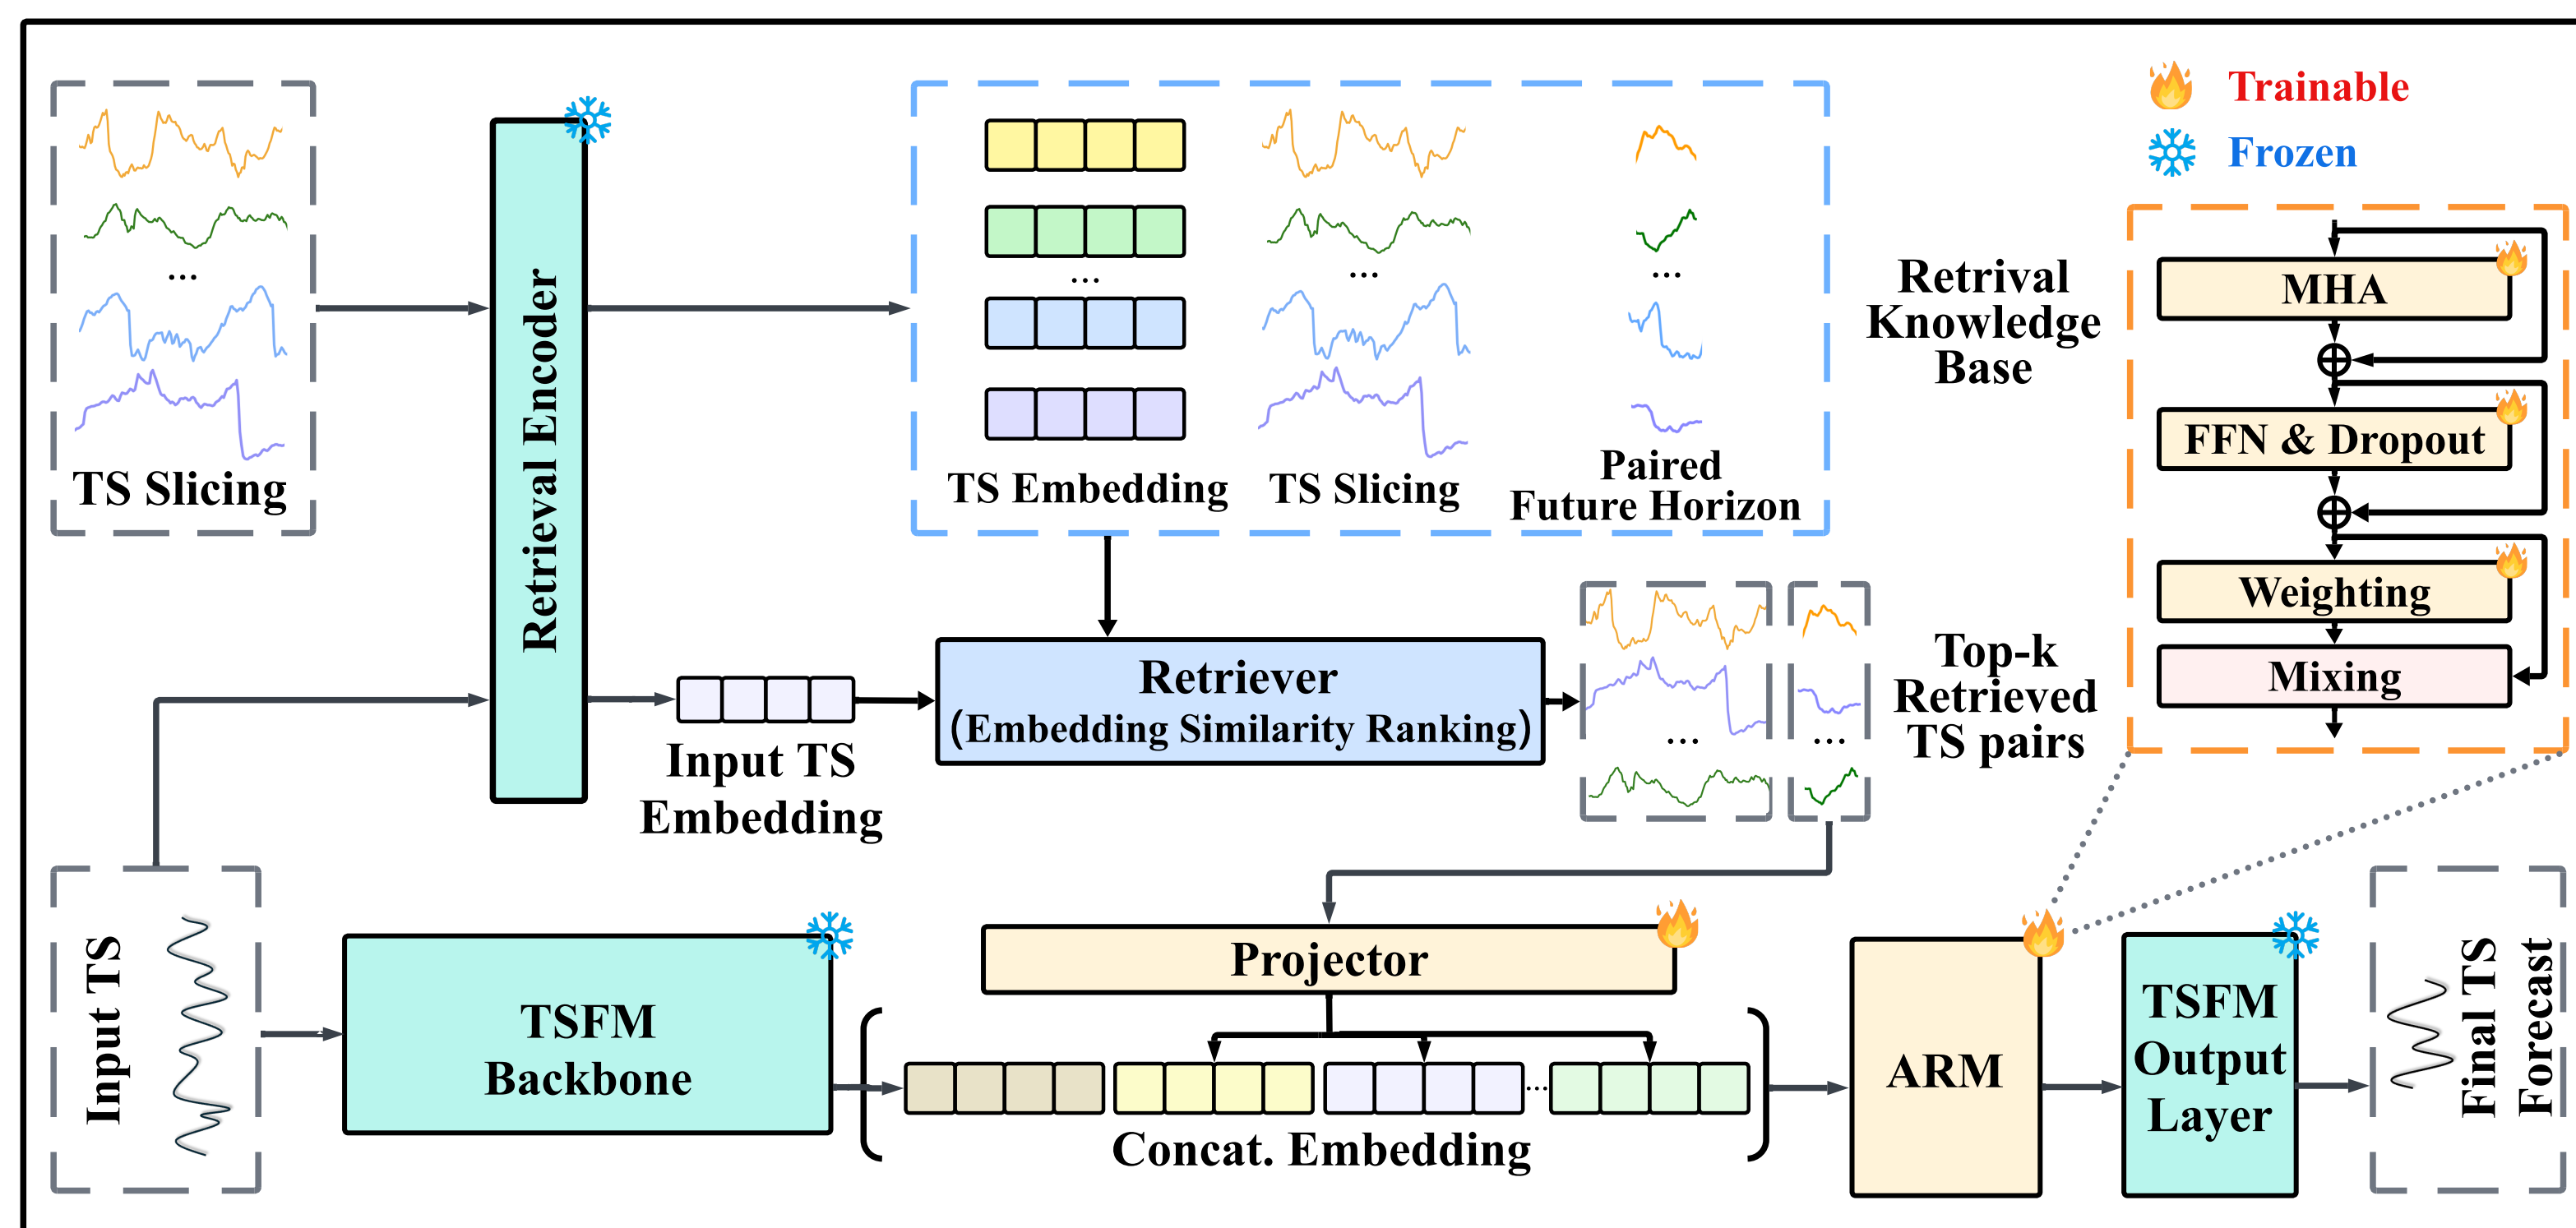 Trainable
Frozen
TS Slicing
Retrieval Encoder
...
TS Embedding
...
TS Slicing
...
Paired
Future Horizon
...
Retrival
Knowledge
Base
MHA
FFN & Dropout
Weighting
Mixing
Input TS
Embedding
Retriever
(Embedding Similarity Ranking)
...
...
Top-k
Retrieved
TS pairs
Input TS
TSFM
Backbone
Projector
...
Concat. Embedding
ARM
TSFM
Output
Layer
Final TS
Forecast